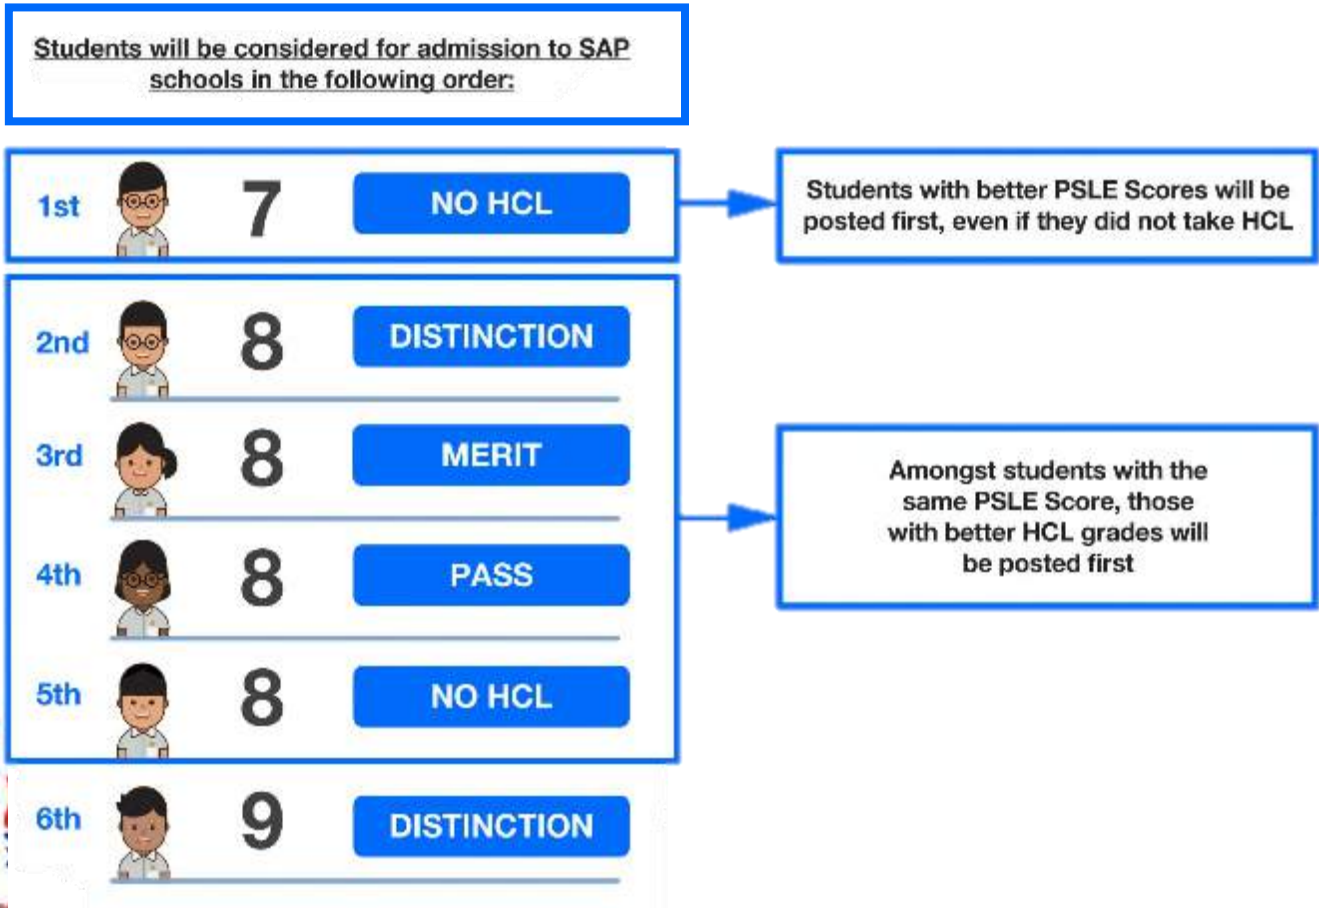 Students will be considered for admission to SAP
schools in the following order:
1st 7 NO HCL
Students with better PSLE Scores will be
posted first, even if they did not take HCL
2nd 8 DISTINCTION
3rd 8 MERIT
4th 8 PASS
5th 8 NO HCL
Amongst students with the
same PSLE Score, those
with better HCL grades will
be posted first
6th 9 DISTINCTION